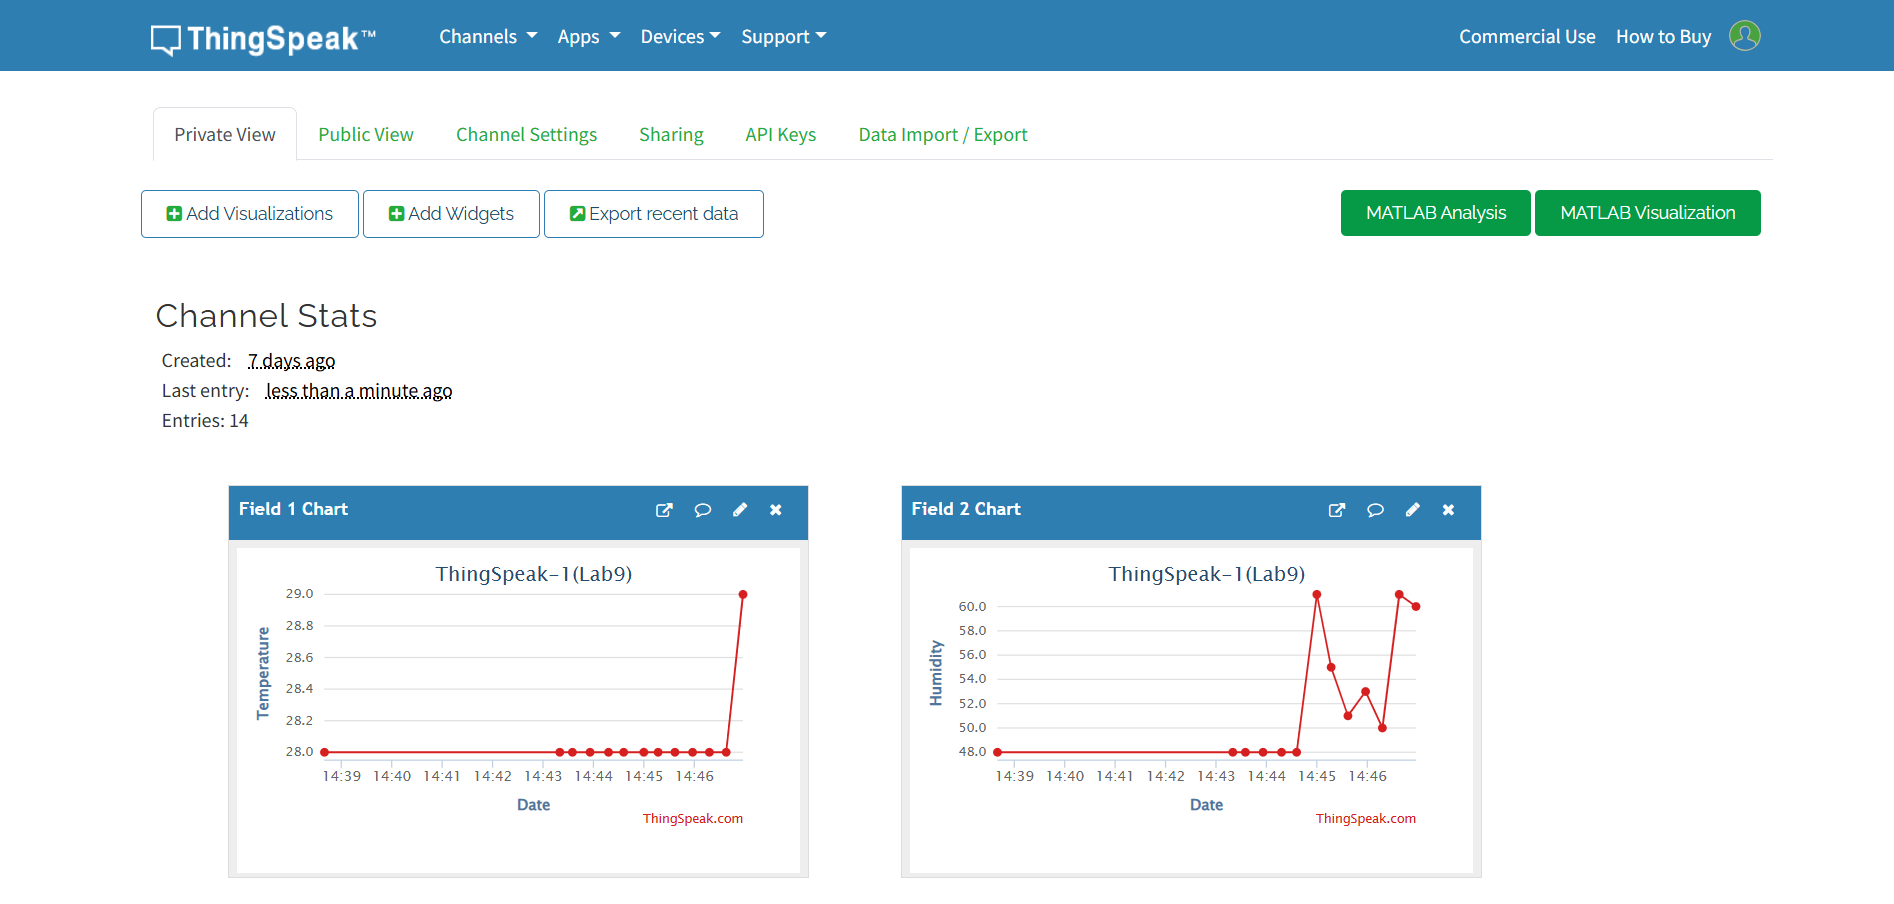 ThingSpeak™ Channels Apps Devices Support Commercial Use How to Buy
Private View Public View Channel Settings Sharing API Keys Data Import / Export
Add Visualizations Add Widgets Export recent data MATLAB Analysis MATLAB Visualization
Channel Stats
Created: 7 days ago
Last entry: less than a minute ago
Entries: 14
Field 1 Chart
ThingSpeak-1(Lab9)
Temperature
29.0
28.8
28.6
28.4
28.2
28.0
14:39 14:40 14:41 14:42 14:43 14:44 14:45 14:46
Date
ThingSpeak.com
Field 2 Chart
ThingSpeak-1(Lab9)
Humidity
60.0
58.0
56.0
54.0
52.0
50.0
48.0
14:39 14:40 14:41 14:42 14:43 14:44 14:45 14:46
Date
ThingSpeak.com